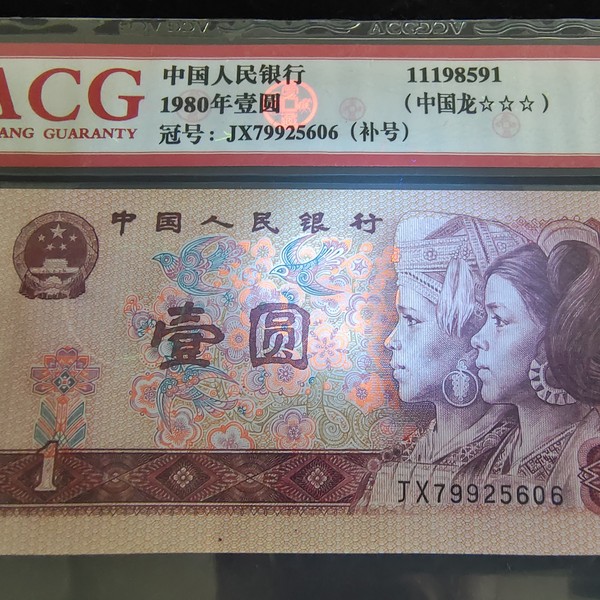 ACG
中国人民银行
11198591
1980年壹圆
(中国龙☆☆☆)
ANG GUARANTY
冠号: JX79925606 (补号)
中国人民银行
壹圆
1
JX79925606